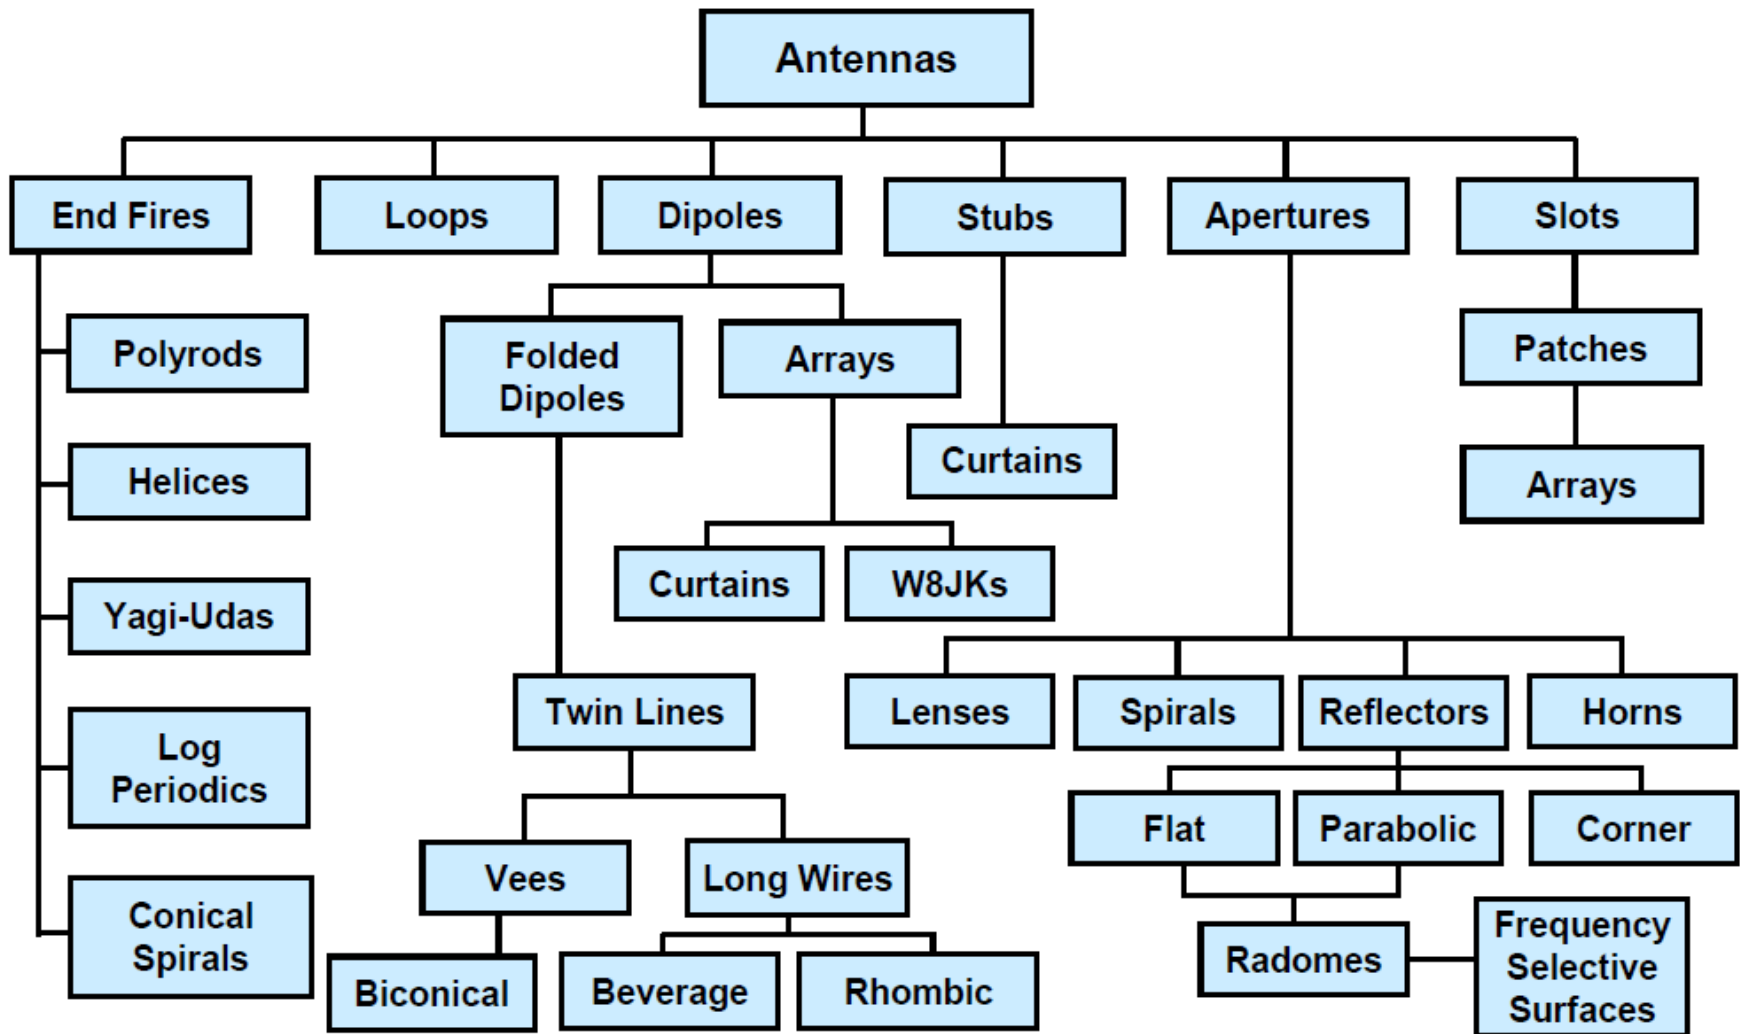 Antennas
End Fires
Loops
Dipoles
Stubs
Apertures
Slots
Polyrods
Helices
Yagi-Udas
Log
Periodics
Conical
Spirals
Folded
Dipoles
Arrays
Curtains
W8JKs
Twin Lines
Vees
Long Wires
Biconical
Beverage
Rhombic
Curtains
Lenses
Spirals
Reflectors
Horns
Flat
Parabolic
Corner
Radomes
Frequency
Selective
Surfaces
Patches
Arrays